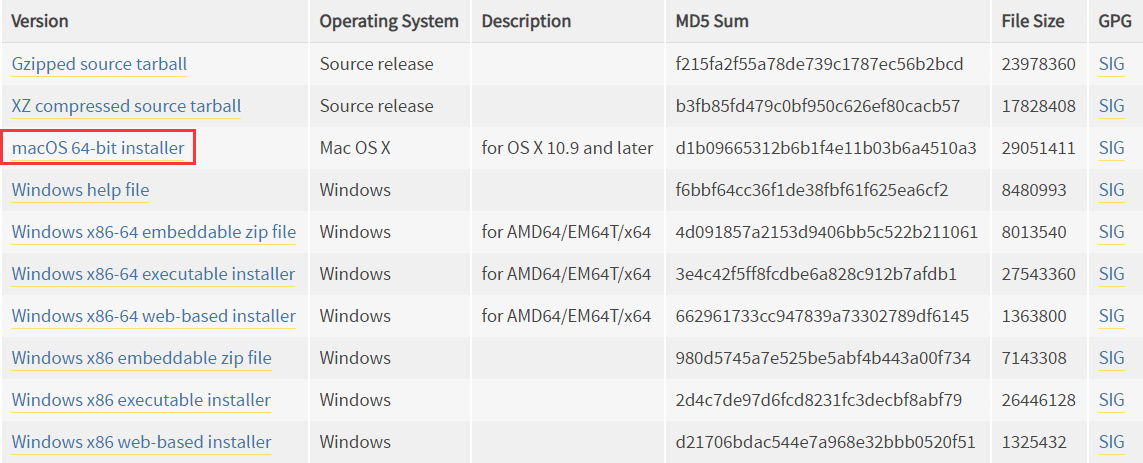 Version Operating System Description MD5 Sum File Size GPG
Gzipped source tarball Source release f215fa2f55a78de739c1787ec56b2bcd 23978360 SIG
XZ compressed source tarball Source release b3fb85fd479c0bf950c626ef80cacb57 17828408 SIG
macOS 64-bit installer Mac OS X for OS X 10.9 and later d1b09665312b6b1f4e11b03b6a4510a3 29051411 SIG
Windows help file Windows f6bbf64cc36f1de38fbf61f625ea6cf2 8480993 SIG
Windows x86-64 embeddable zip file Windows for AMD64/EM64T/x64 4d091857a2153d9406bb5c522b211061 8013540 SIG
Windows x86-64 executable installer Windows for AMD64/EM64T/x64 3e4c42f5ff8fcdbe6a828c912b7afdb1 27543360 SIG
Windows x86-64 web-based installer Windows for AMD64/EM64T/x64 662961733cc947839a73302789df6145 1363800 SIG
Windows x86 embeddable zip file Windows 980d5745a7e525be5abf4b443a00f734 7143308 SIG
Windows x86 executable installer Windows 2d4c7de97d6fcd8231fc3decbf8abf79 26446128 SIG
Windows x86 web-based installer Windows d21706bdac544e7a968e32bbb0520f51 1325432 SIG